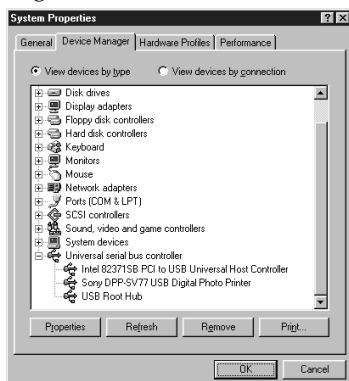 System Properties
General Device Manager Hardware Profiles Performance
View devices by type View devices by connection
Disk drives
Display adapters
Floppy disk controllers
Hard disk controllers
Keyboard
Monitors
Mouse
Network adapters
Ports (COM & LPT)
SCSI controllers
Sound, video and game controllers
System devices
Universal serial bus controller
Intel 82371SB PCI to USB Universal Host Controller
Sony DPP-SV77 USB Digital Photo Printer
USB Root Hub
Properties Refresh Remove Print...
OK Cancel